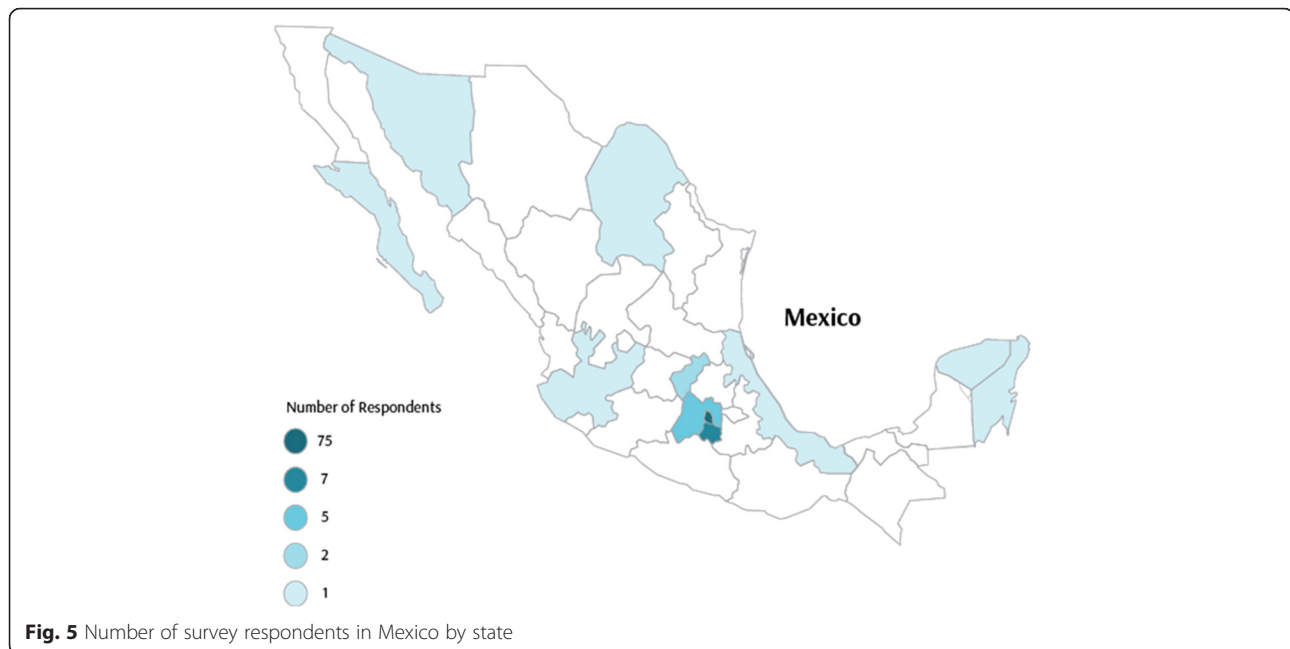 Mexico
Number of Respondents
75
7
5
2
1
Fig. 5 Number of survey respondents in Mexico by state